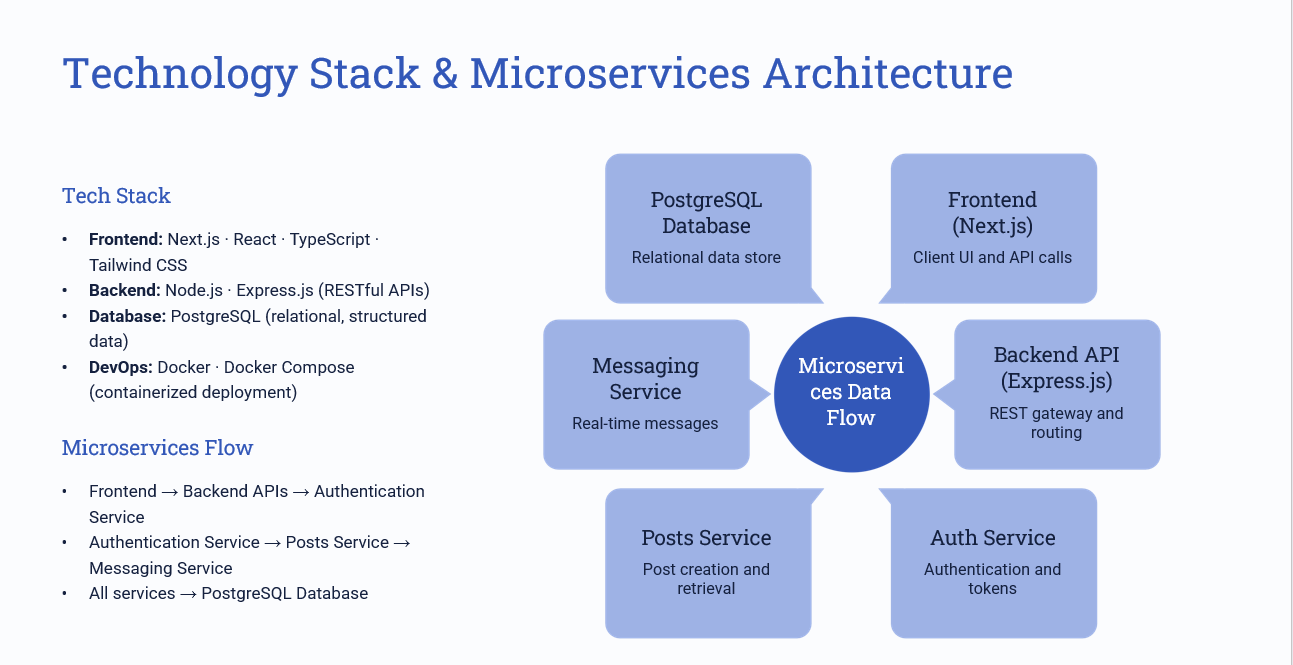 Technology Stack & Microservices Architecture
Tech Stack
• Frontend: Next.js · React · TypeScript ·
Tailwind CSS
• Backend: Node.js · Express.js (RESTful APIs)
• Database: PostgreSQL (relational, structured
data)
• DevOps: Docker · Docker Compose
(containerized deployment)
Microservices Flow
• Frontend → Backend APIs → Authentication
Service
• Authentication Service → Posts Service →
Messaging Service
• All services → PostgreSQL Database
PostgreSQL
Database
Relational data store
Frontend
(Next.js)
Client UI and API calls
Messaging
Service
Real-time messages
Microservi
ces Data
Flow
Backend API
(Express.js)
REST gateway and
routing
Posts Service
Post creation and
retrieval
Auth Service
Authentication and
tokens